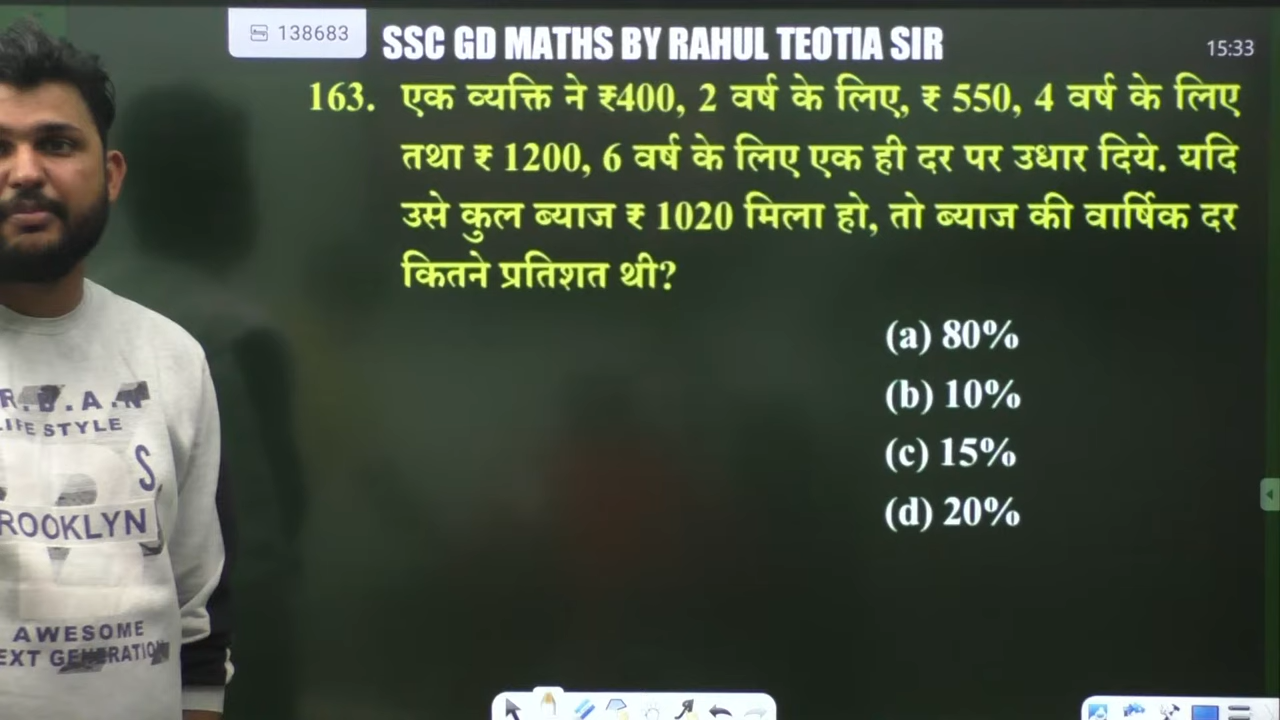 138683
SSC GD MATHS BY RAHUL TEOTIA SIR
15:33
163. एक व्यक्ति ने ₹400, 2 वर्ष के लिए, ₹ 550, 4 वर्ष के लिए
तथा ₹ 1200, 6 वर्ष के लिए एक ही दर पर उधार दिये. यदि
उसे कुल ब्याज ₹ 1020 मिला हो, तो ब्याज की वार्षिक दर
कितने प्रतिशत थी?
(a) 80%
(b) 10%
(c) 15%
(d) 20%
LIFE STYLE
S
ROOKLYN
AWESOME
EXT GENERATIO